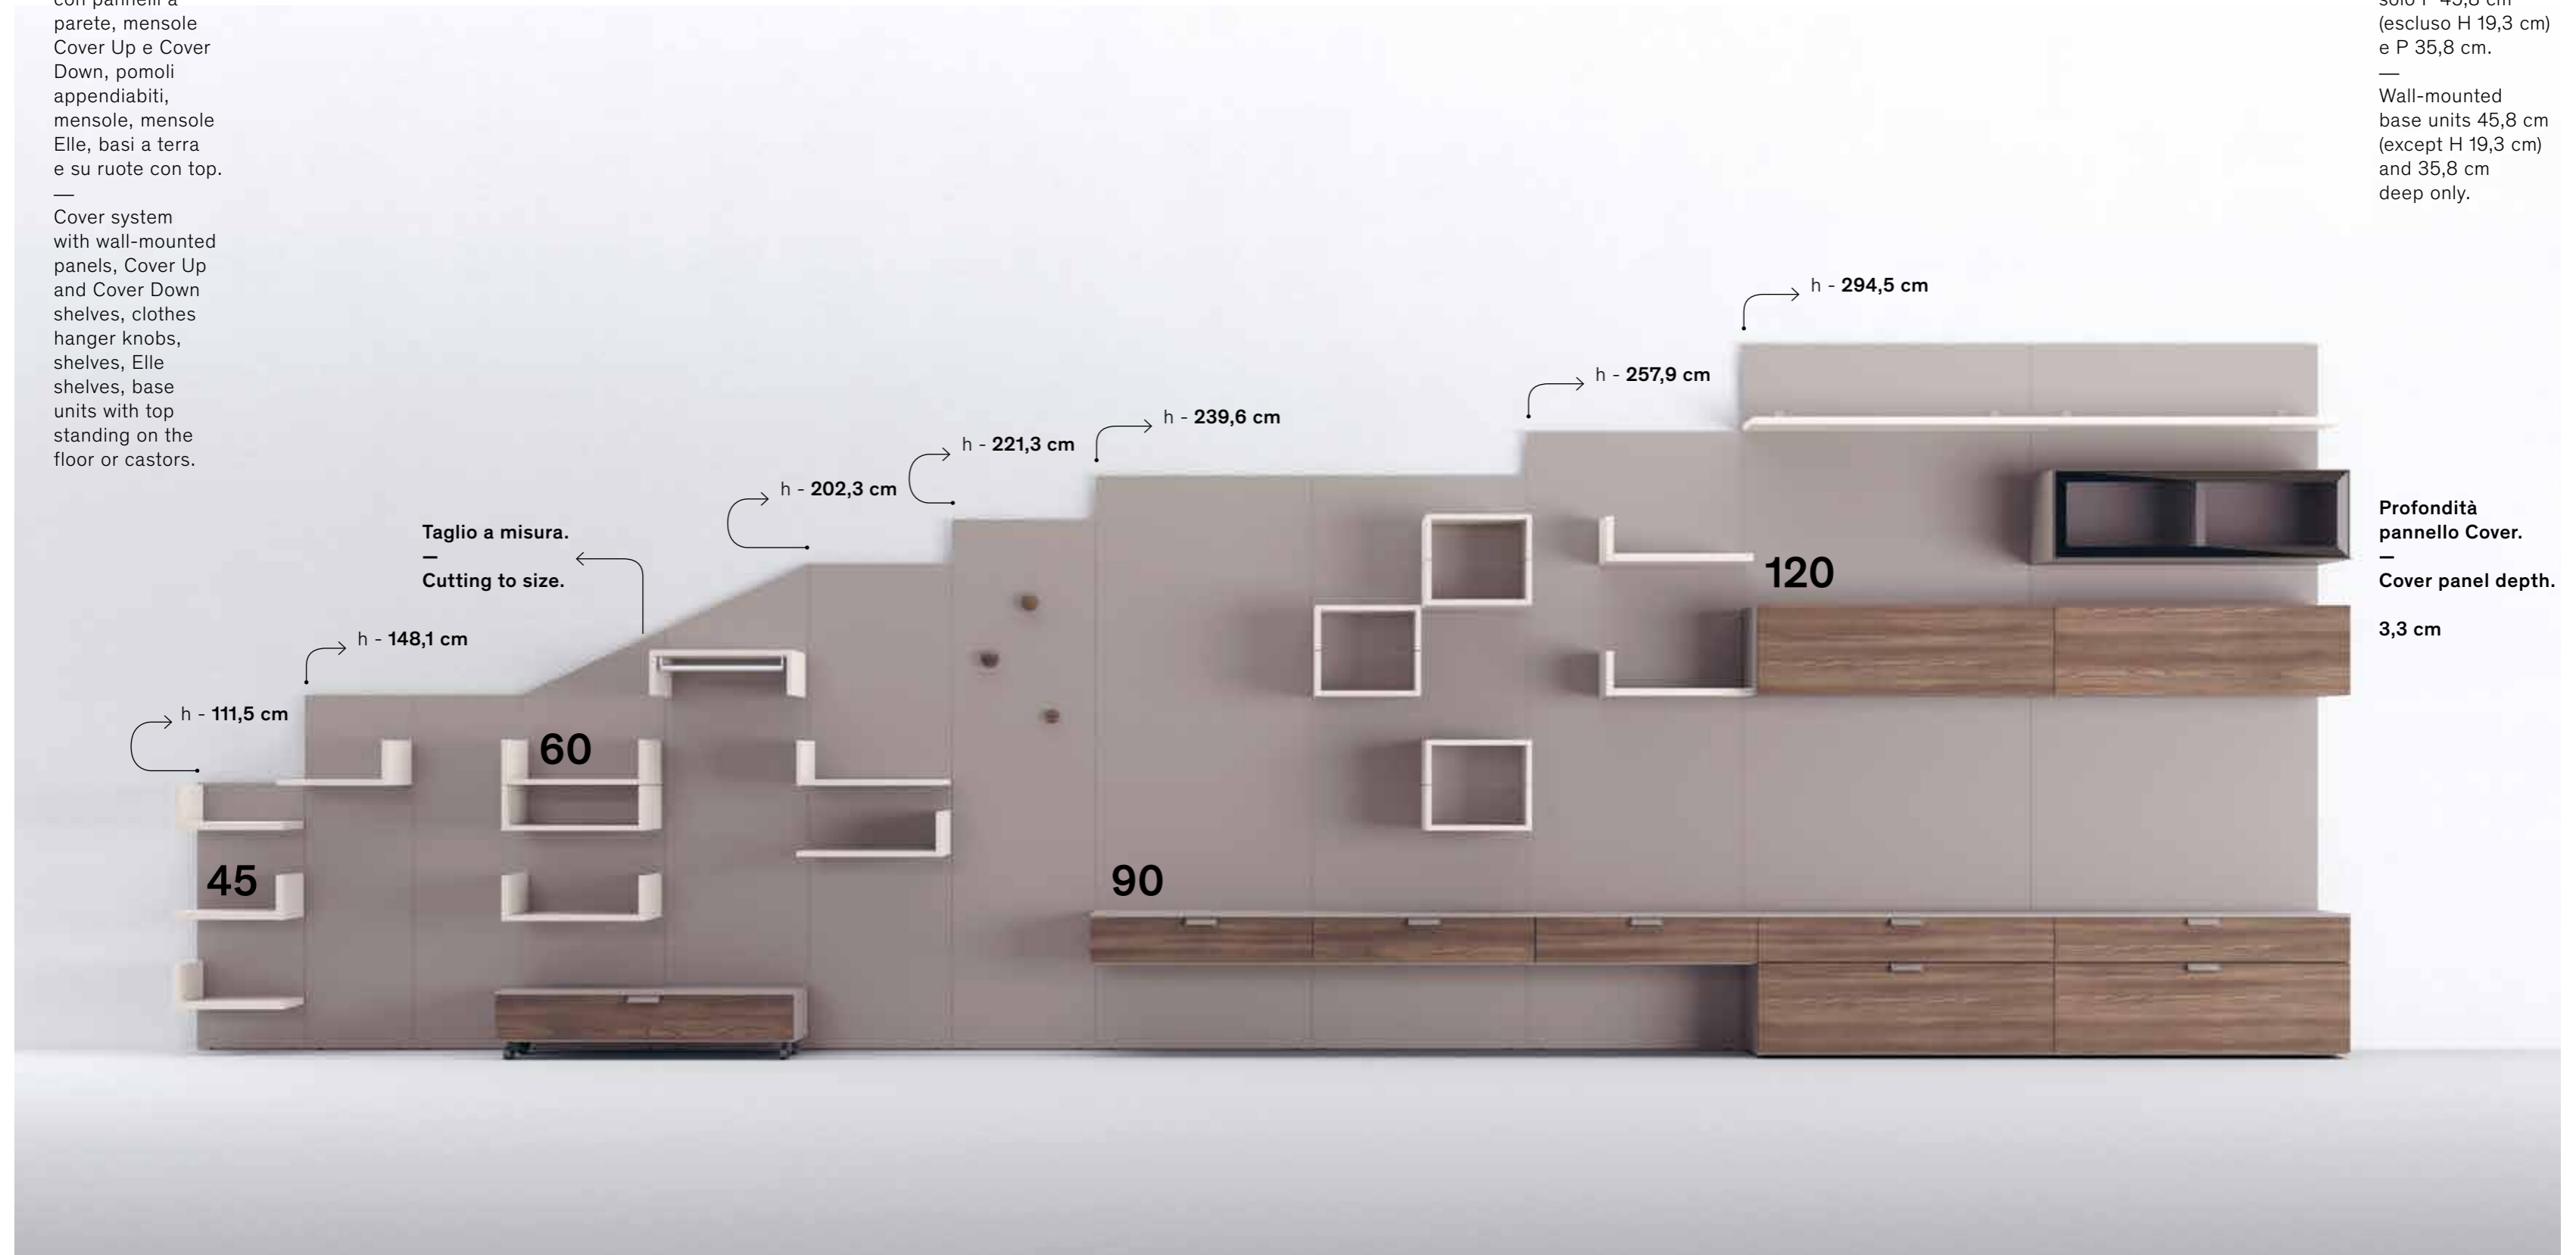 con pannelli a
parete, mensole
Cover Up e Cover
Down, pomoli
appendiabiti,
mensole, mensole
Elle, basi a terra
e su ruote con top.
—
Cover system
with wall-mounted
panels, Cover Up
and Cover Down
shelves, clothes
hanger knobs,
shelves, Elle
shelves, base
units with top
standing on the
floor or castors.
solo P 45,8 cm
(escluso H 19,3 cm)
e P 35,8 cm.
—
Wall-mounted
base units 45,8 cm
(except H 19,3 cm)
and 35,8 cm
deep only.
h - 294,5 cm
h - 257,9 cm
h - 239,6 cm
h - 221,3 cm
h - 202,3 cm
Taglio a misura.
—
Cutting to size.
h - 148,1 cm
h - 111,5 cm
45
60
90
120
Profondità
pannello Cover.
—
Cover panel depth.
3,3 cm